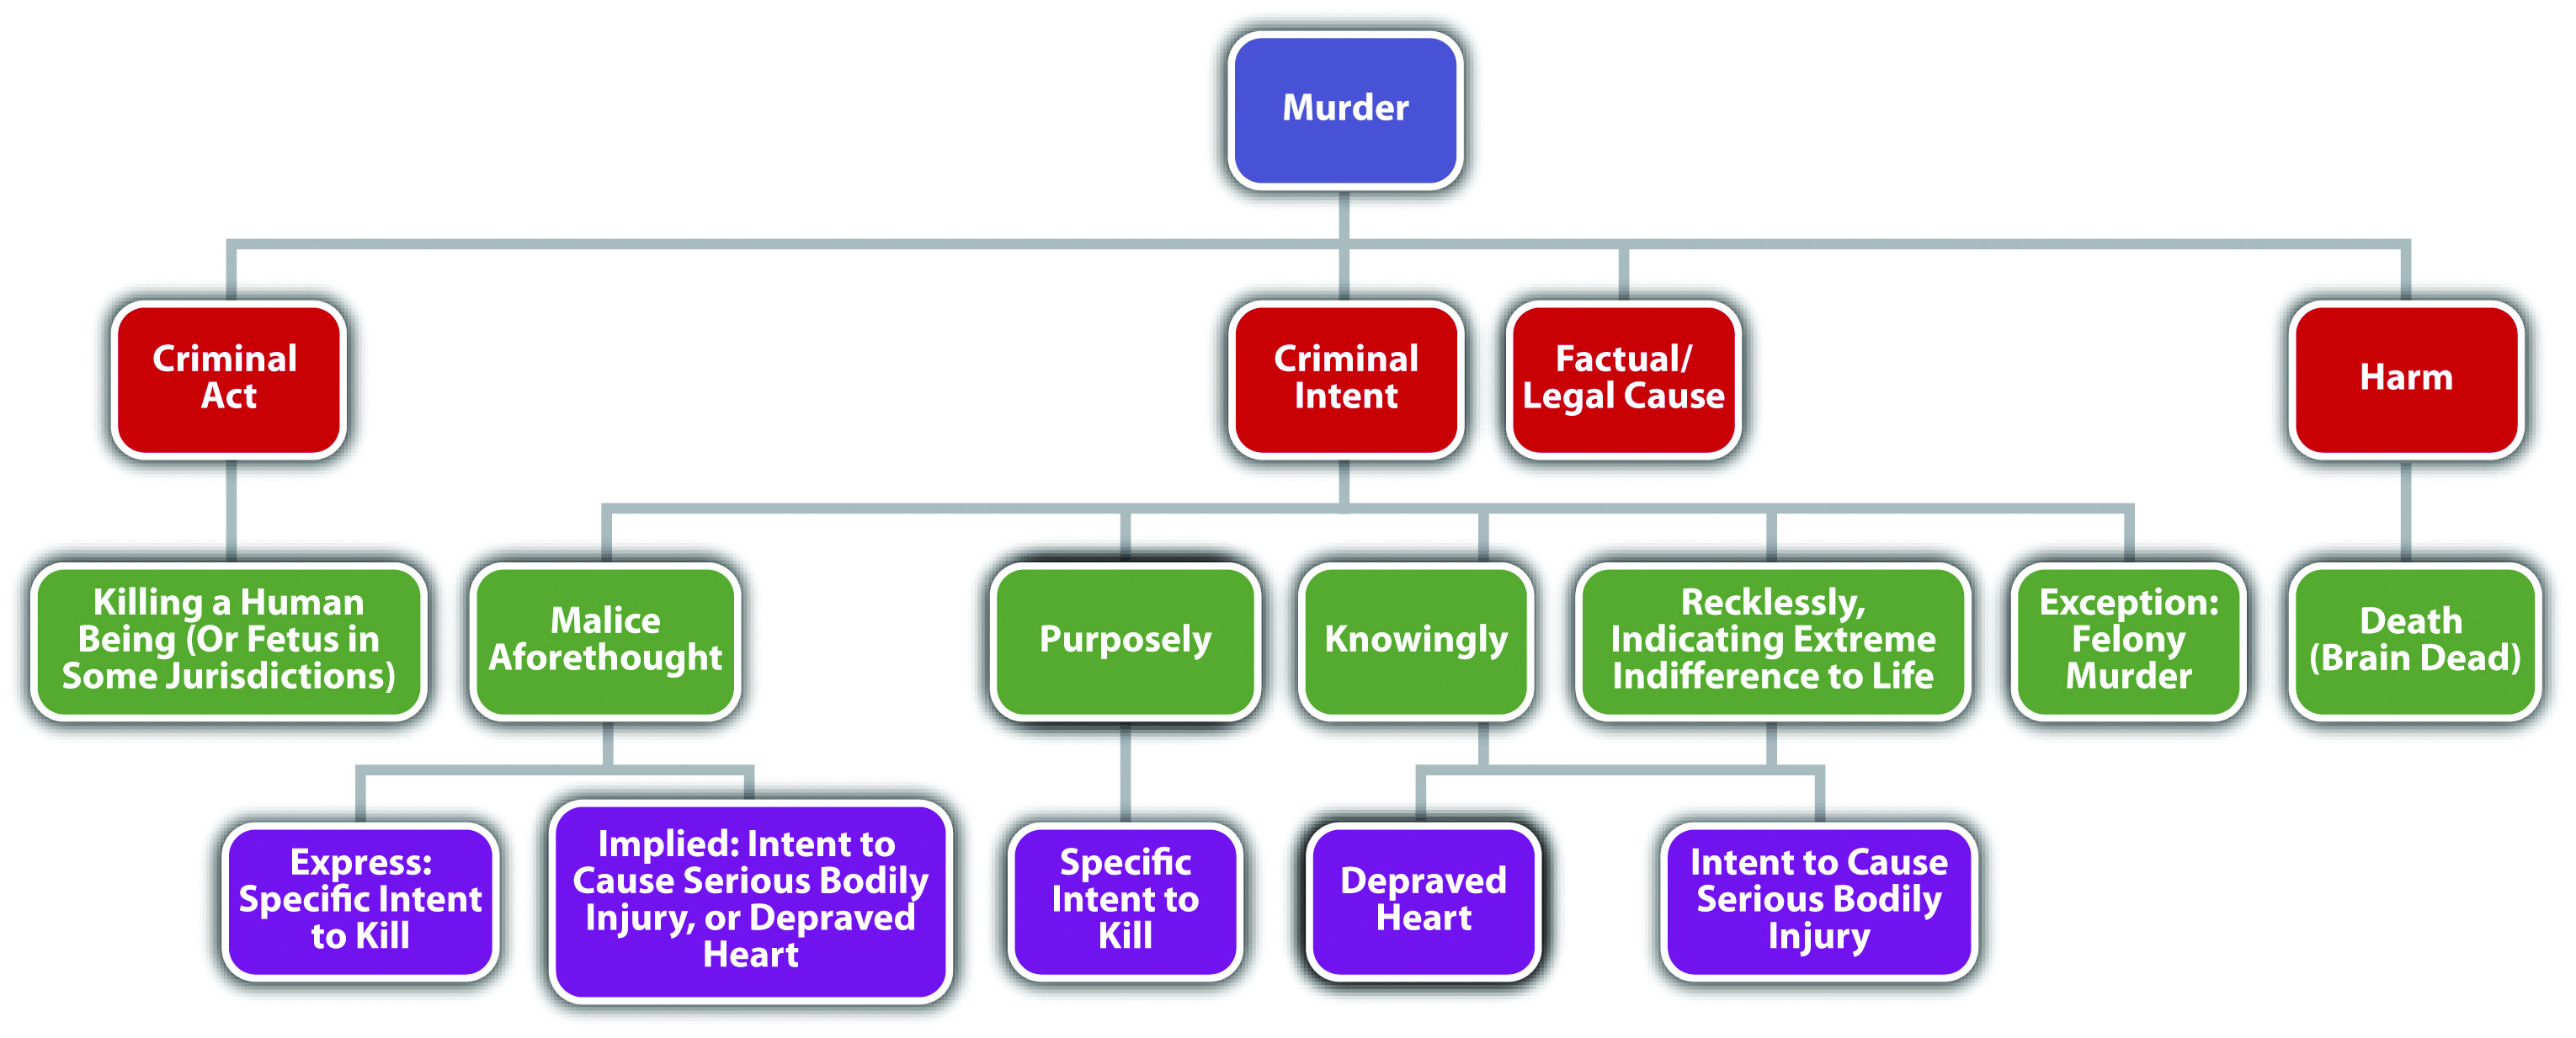 Murder
Criminal
Act
Criminal
Intent
Factual/
Legal Cause
Harm
Killing a Human
Being (Or Fetus in
Some Jurisdictions)
Malice
Aforethought
Purposely
Knowingly
Recklessly,
Indicating Extreme
Indifference to Life
Exception:
Felony
Murder
Death
(Brain Dead)
Express:
Specific Intent
to Kill
Implied: Intent to
Cause Serious Bodily
Injury, or Depraved
Heart
Specific
Intent to
Kill
Depraved
Heart
Intent to Cause
Serious Bodily
Injury